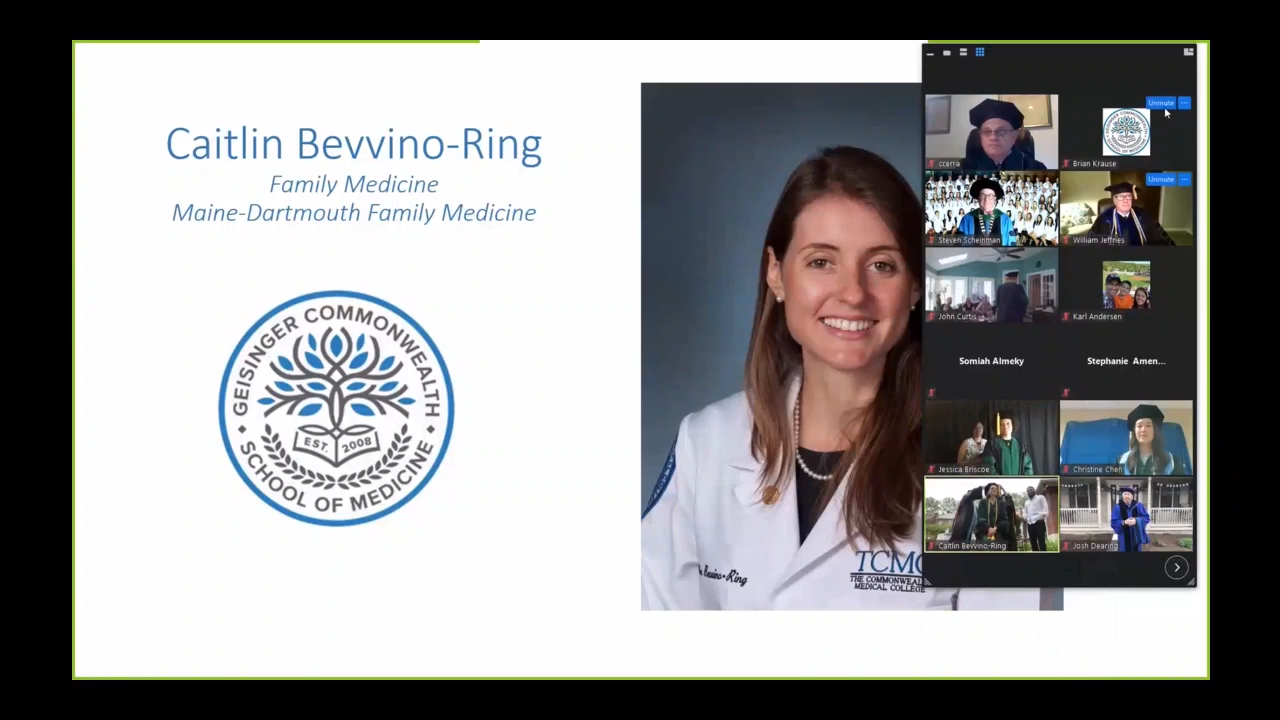 Caitlin Bevvino-Ring
Family Medicine
Maine-Dartmouth Family Medicine
GEISINGER COMMONWEALTH
EST. 2008
SCHOOL OF MEDICINE
-Ring
TCMC
THE COMMONWEAL
MEDICAL COLLEGE
ccerra
Unmute
...
Brian Krause
Steven Scheinman
Unmute
...
William Jeffries
John Curtis
Karl Andersen
Somiah Almeky
Stephanie Amen...
Jessica Briscoe
Christine Chen
Caitlin Bevvino-Ring
Josh Dearing